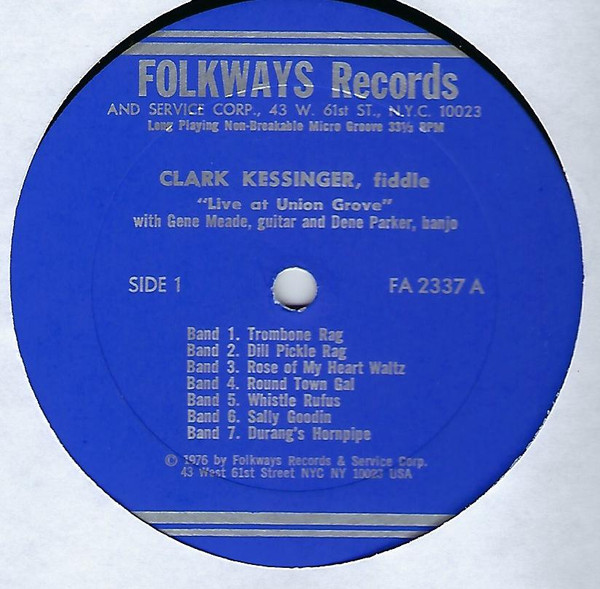 FOLKWAYS Records
AND SERVICE CORP., 43 W. 61st ST., N.Y.C. 10023
Long Playing Non-Breakable Micro Groove 33⅓ RPM
CLARK KESSINGER, fiddle
"Live at Union Grove"
with Gene Meade, guitar and Dene Parker, banjo
SIDE 1 FA 2337 A
Band 1. Trombone Rag
Band 2. Dill Pickle Rag
Band 3. Rose of My Heart Waltz
Band 4. Round Town Gal
Band 5. Whistle Rufus
Band 6. Sally Goodin
Band 7. Durang's Hornpipe
© 1976 by Folkways Records & Service Corp.
43 West 61st Street NYC NY 10023 USA